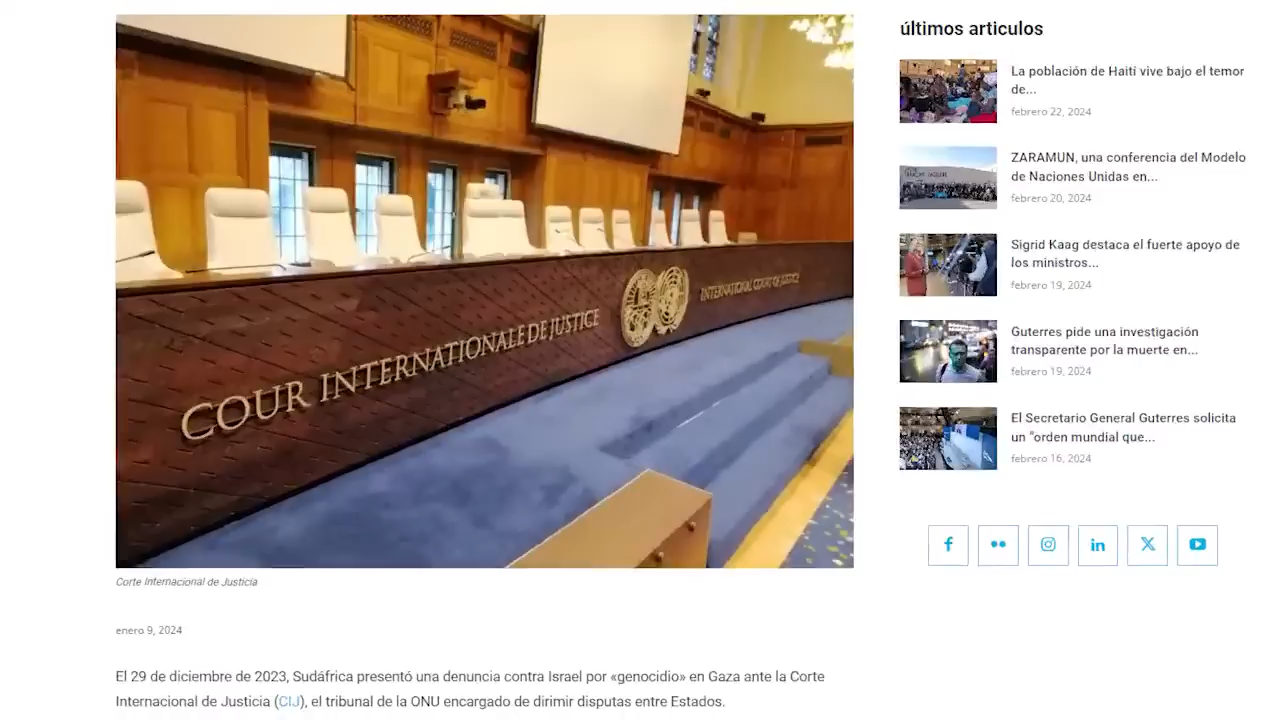 COUR INTERNATIONALE DE JUSTICE
INTERNATIONAL COURT OF JUSTICE
Corte Internacional de Justicia
enero 9, 2024
El 29 de diciembre de 2023, Sudáfrica presentó una denuncia contra Israel por «genocidio» en Gaza ante la Corte
Internacional de Justicia (CIJ), el tribunal de la ONU encargado de dirimir disputas entre Estados.
últimos articulos
La población de Haití vive bajo el temor
de...
febrero 22, 2024
ZARAMUN, una conferencia del Modelo
de Naciones Unidas en...
febrero 20, 2024
Sigrid Kaag destaca el fuerte apoyo de
los ministros...
febrero 19, 2024
Guterres pide una investigación
transparente por la muerte en...
febrero 19, 2024
El Secretario General Guterres solicita
un "orden mundial que...
febrero 16, 2024